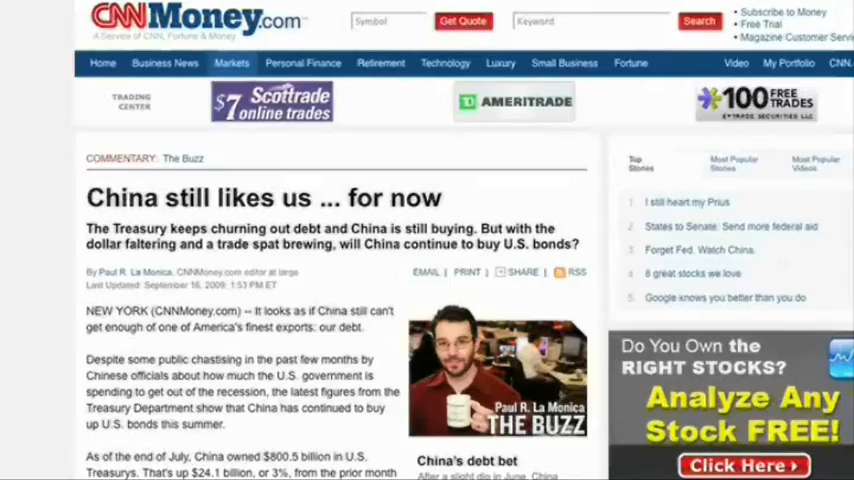 CNNMoney.com
A Service of CNN, Fortune & Money
Symbol
Get Quote
Keyword
Search
• Subscribe to Money
• Free Trial
• Magazine Customer Servi
Home Business News Markets Personal Finance Retirement Technology Luxury Small Business Fortune Video My Portfolio CNN.
TRADING CENTER
$7 Scottrade online trades
TD AMERITRADE
100 FREE TRADES
E*TRADE SECURITIES LLC
COMMENTARY: The Buzz
China still likes us ... for now
The Treasury keeps churning out debt and China is still buying. But with the
dollar faltering and a trade spat brewing, will China continue to buy U.S. bonds?
By Paul R. La Monica, CNNMoney.com editor at large
Last Updated: September 16, 2009: 1:53 PM ET
EMAIL | PRINT | SHARE | RSS
NEW YORK (CNNMoney.com) -- It looks as if China still can't
get enough of one of America's finest exports: our debt.
Despite some public chastising in the past few months by
Chinese officials about how much the U.S. government is
spending to get out of the recession, the latest figures from the
Treasury Department show that China has continued to buy
up U.S. bonds this summer.
As of the end of July, China owned $800.5 billion in U.S.
Treasurys. That's up $24.1 billion, or 3%, from the prior month
Paul R. La Monica
THE BUZZ
China's debt bet
After a slight dip in June, China
Top Stories
Most Popular Stories
Most Popular Videos
1. I still heart my Prius
2. States to Senate: Send more federal aid
3. Forget Fed. Watch China.
4. 8 great stocks we love
5. Google knows you better than you do
Do You Own the
RIGHT STOCKS?
Analyze Any
Stock FREE!
Click Here